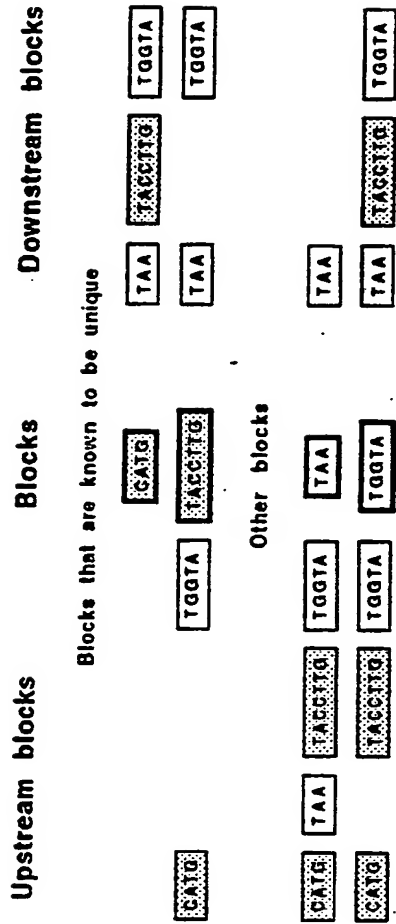 Upstream blocks Blocks Downstream blocks
Blocks that are known to be unique
CATG TAA TACCTTG TGGTA
CATG TGGTA TACCTTG TAA TGGTA
Other blocks
CATG TAA TACCTTG TGGTA TAA TAA
CATG TACCTTG TGGTA TGGTA TAA TACCTTG TGGTA